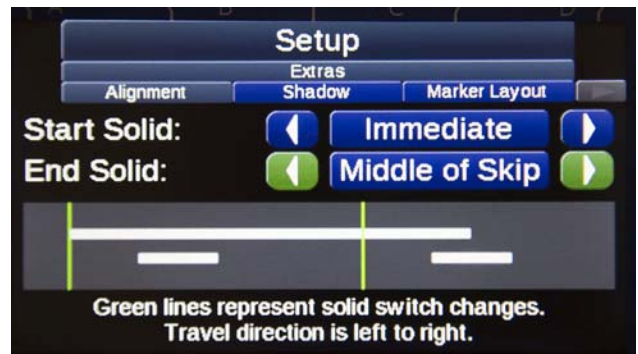 Setup
Extras
Alignment Shadow Marker Layout
Start Solid: Immediate
End Solid: Middle of Skip
Green lines represent solid switch changes.
Travel direction is left to right.